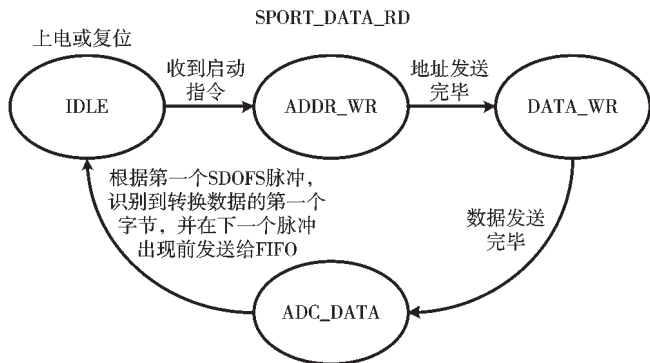 SPORT_DATA_RD
上电或复位
IDLE
收到启动
指令
ADDR_WR
地址发送
完毕
DATA_WR
根据第一个SDOFS脉冲，
识别到转换数据的第一个
字节，并在下一个脉冲
出现前发送给FIFO
数据发送
完毕
ADC_DATA